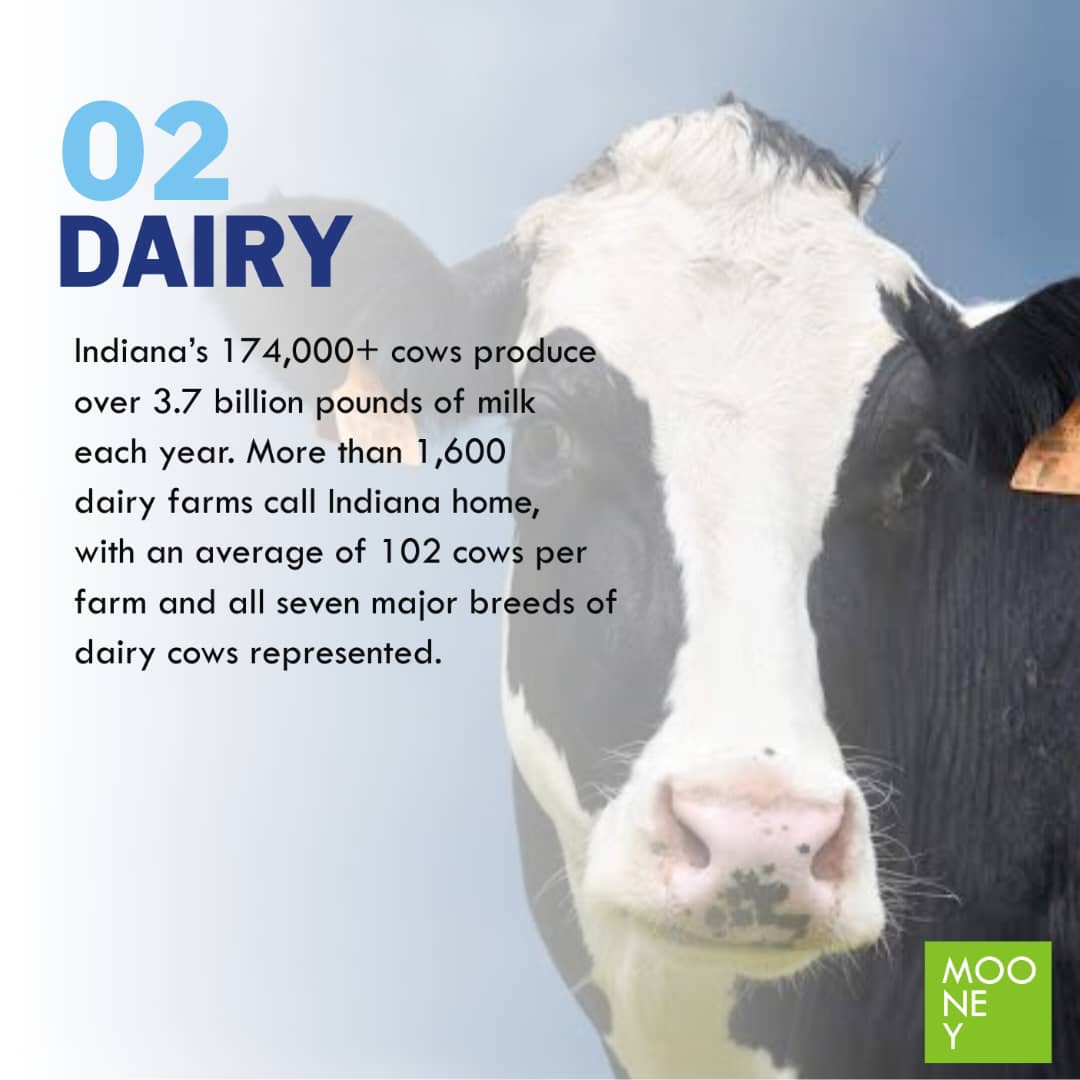 02
DAIRY
Indiana’s 174,000+ cows produce
over 3.7 billion pounds of milk
each year. More than 1,600
dairy farms call Indiana home,
with an average of 102 cows per
farm and all seven major breeds of
dairy cows represented.
MOO
NE
Y